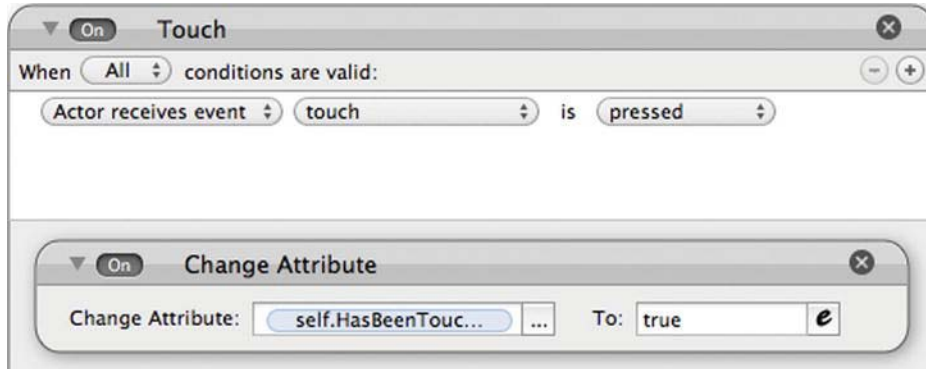 On Touch
When All conditions are valid:
Actor receives event touch is pressed
On Change Attribute
Change Attribute: self.HasBeenTouc... ... To: true e